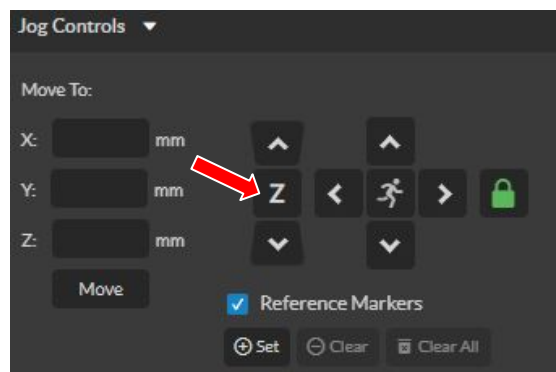 Jog Controls
Move To:
X: mm
Y: mm Z
Z: mm
Move
Reference Markers
Set Clear Clear All